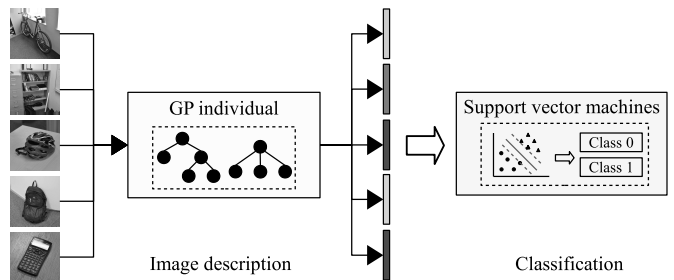 GP individual
Support vector machines
Class 0
Class 1
Image description
Classification